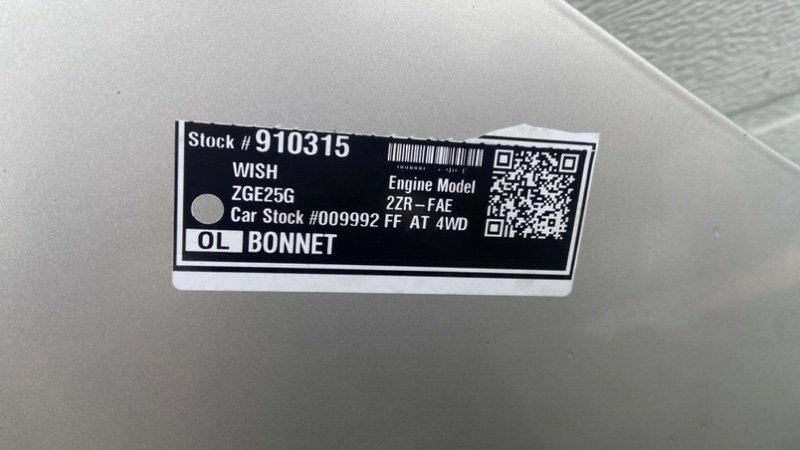 Stock # 910315
WISH
ZGE25G
Engine Model
2ZR-FAE
Car Stock #009992 FF AT 4WD
OL BONNET